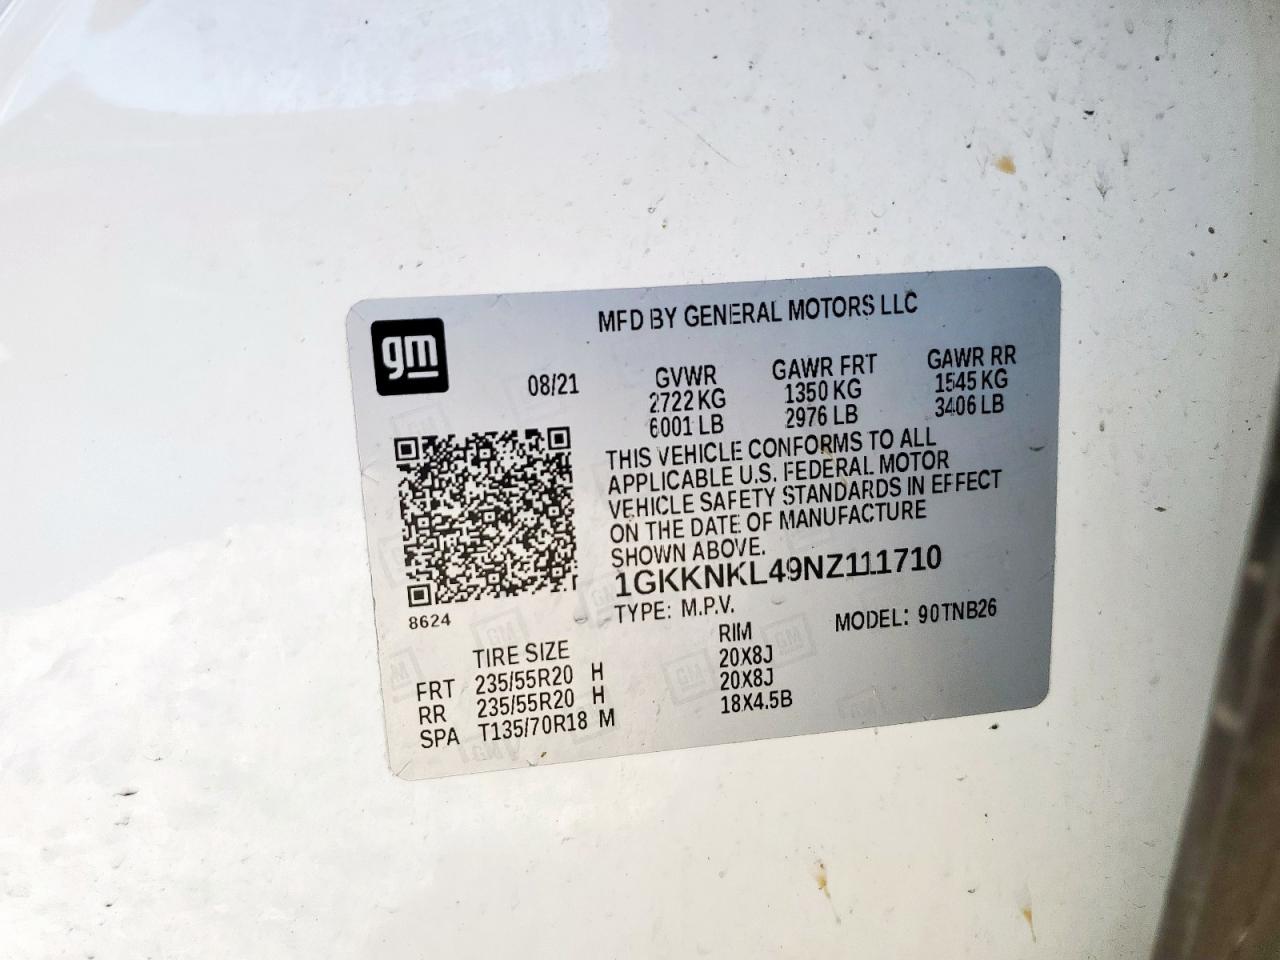 gm
MFD BY GENERAL MOTORS LLC
08/21
GVWR GAWR FRT GAWR RR
2722 KG 1350 KG 1545 KG
6001 LB 2976 LB 3406 LB
THIS VEHICLE CONFORMS TO ALL
APPLICABLE U.S. FEDERAL MOTOR
VEHICLE SAFETY STANDARDS IN EFFECT
ON THE DATE OF MANUFACTURE
SHOWN ABOVE.
1GKKNKL49NZ111710
8624
TYPE: M.P.V. MODEL: 90TNB26
TIRE SIZE RIM
FRT 235/55R20 H 20X8J
RR 235/55R20 H 20X8J
SPA T135/70R18 M 18X4.5B